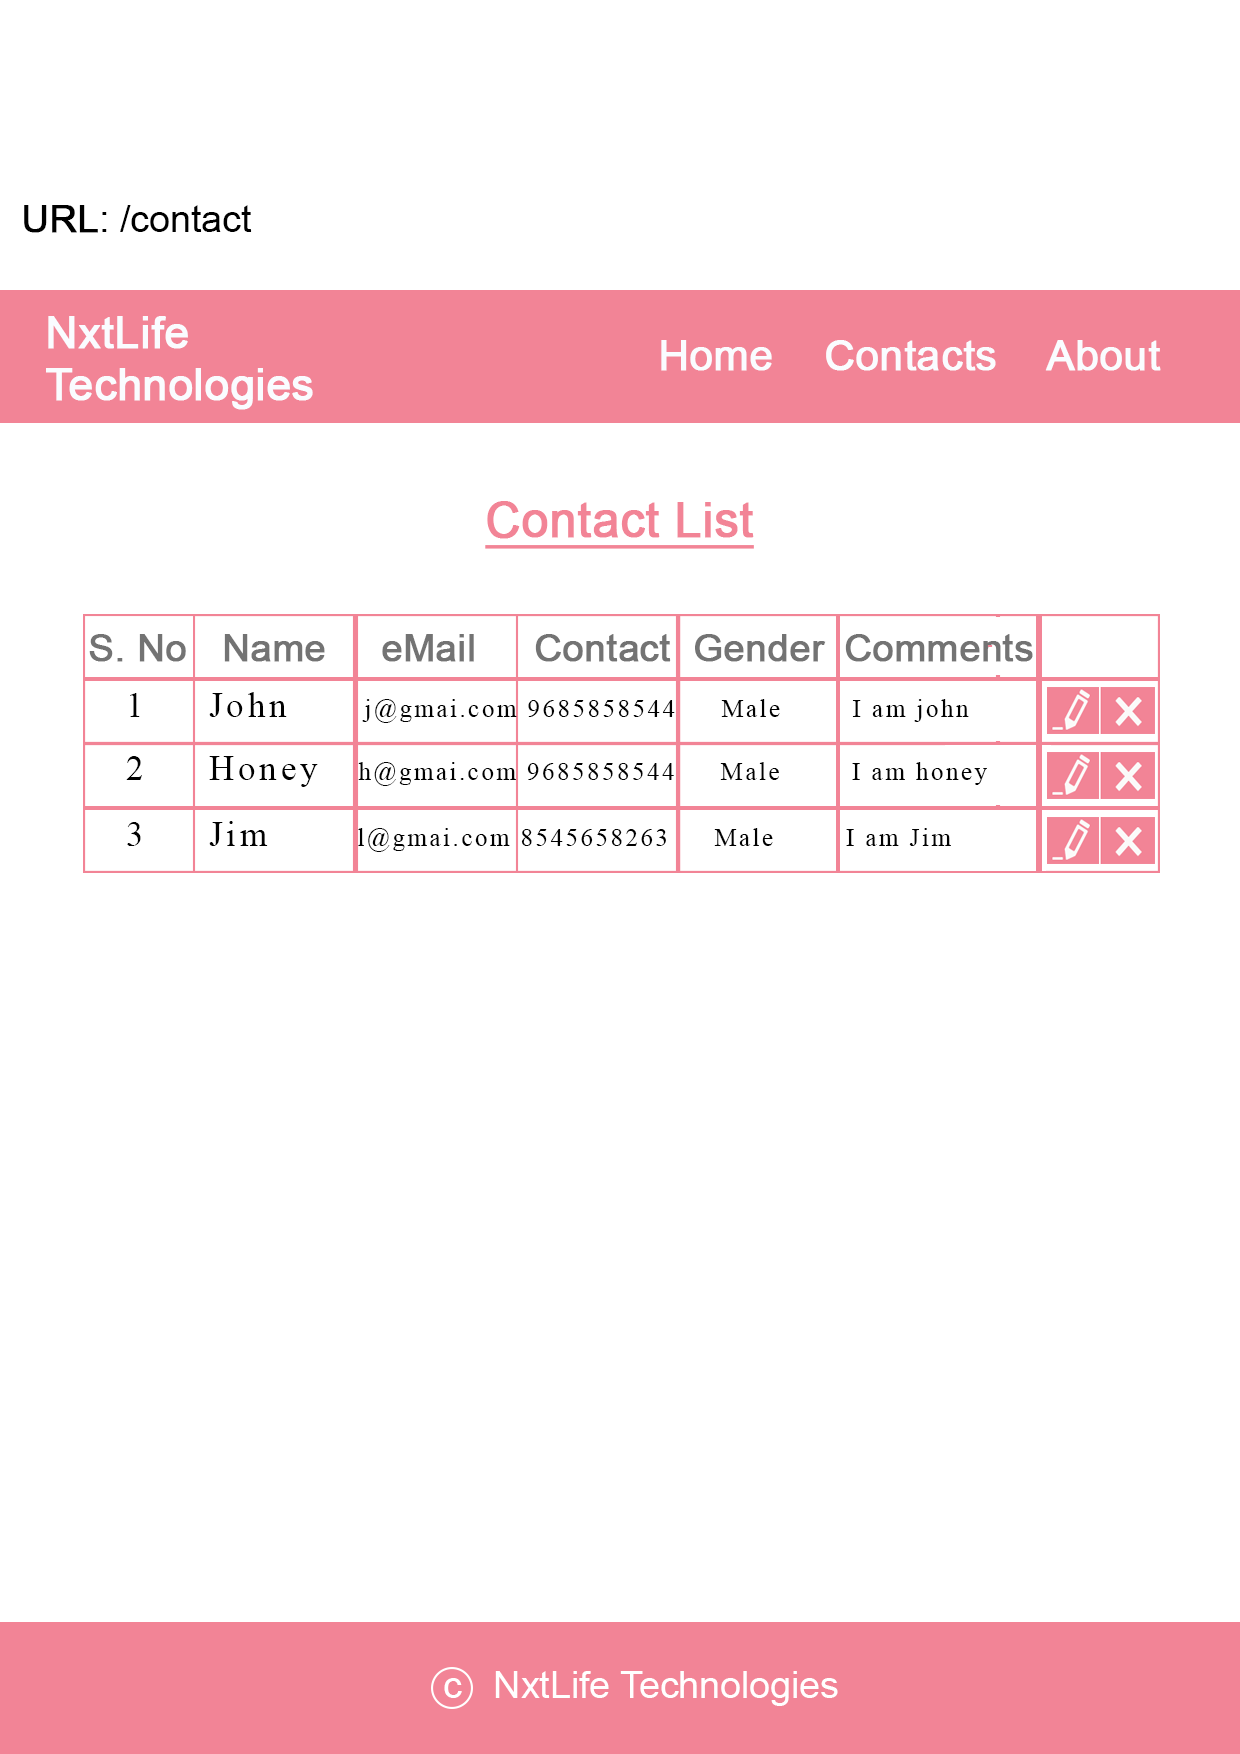 URL: /contact
NxtLife
Technologies
Home Contacts About
Contact List
S. No Name eMail Contact Gender Comments
1 John j@gmai.com 9685858544 Male I am john
2 Honey h@gmai.com 9685858544 Male I am honey
3 Jim l@gmai.com 8545658263 Male I am Jim
© NxtLife Technologies